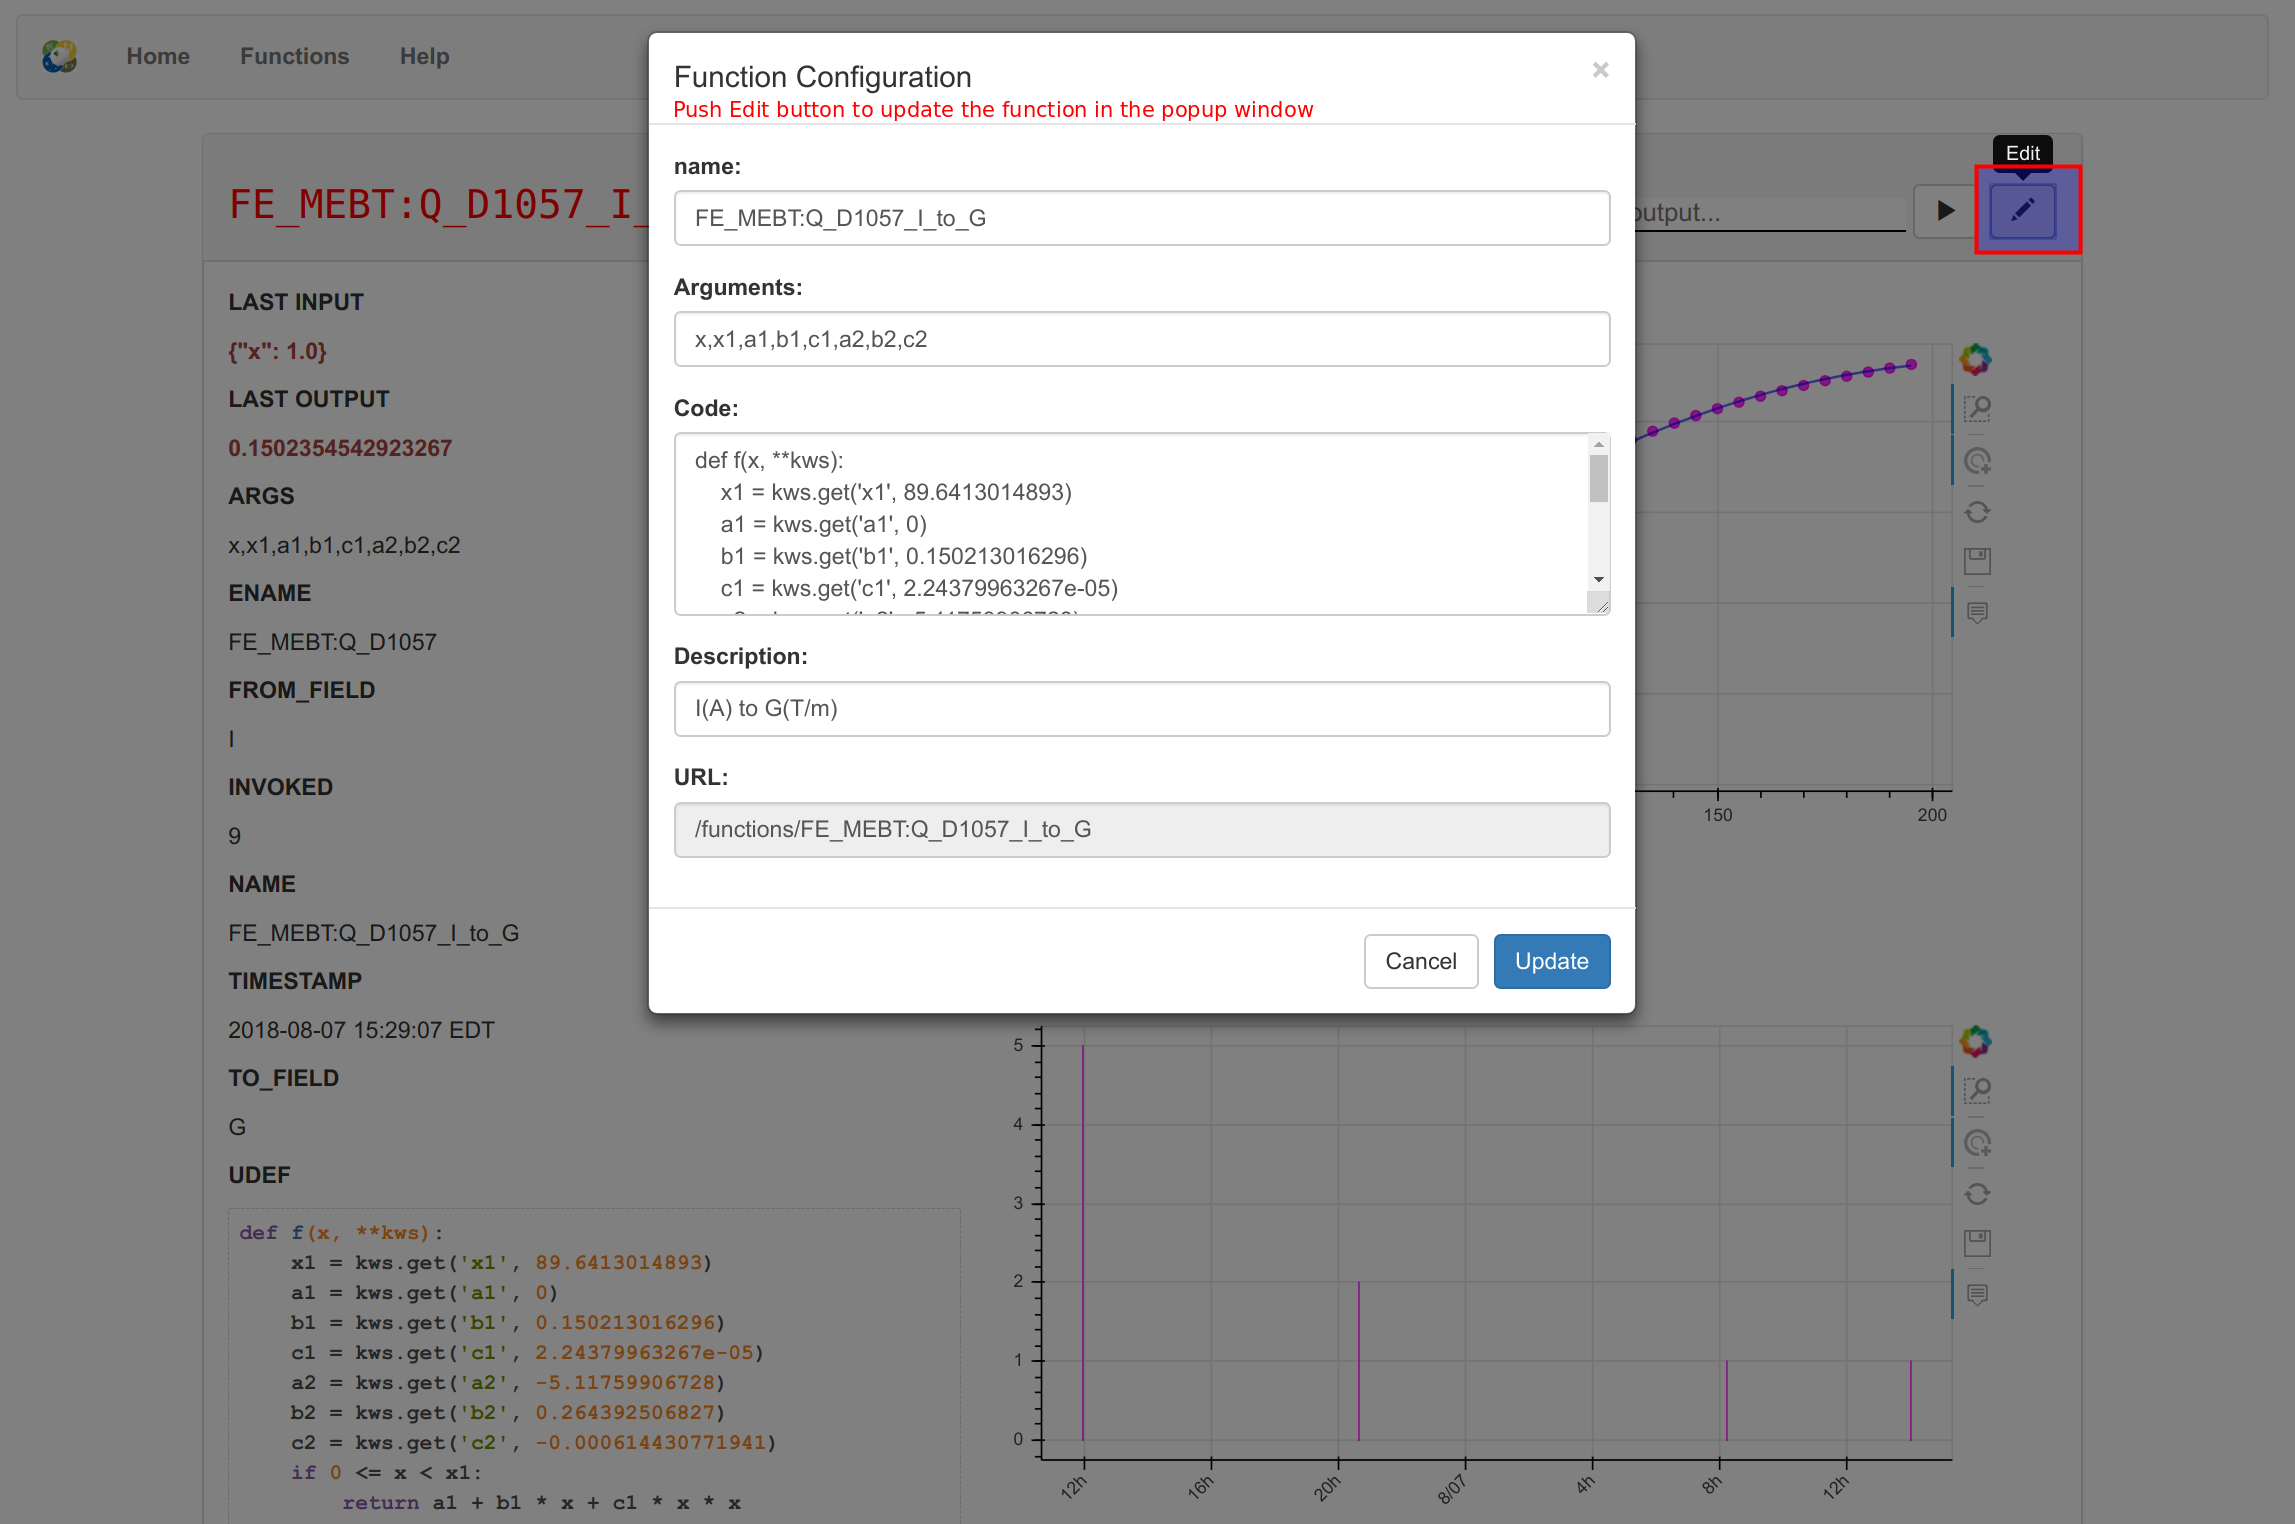 Home Functions Help
Function Configuration
×
Push Edit button to update the function in the popup window
name:
FE_MEBT:Q_D1057_I_to_G
Arguments:
x,x1,a1,b1,c1,a2,b2,c2
Code:
def f(x, **kws):
x1 = kws.get('x1', 89.6413014893)
a1 = kws.get('a1', 0)
b1 = kws.get('b1', 0.150213016296)
c1 = kws.get('c1', 2.24379963267e-05)
Description:
I(A) to G(T/m)
URL:
/functions/FE_MEBT:Q_D1057_I_to_G
Cancel Update
Edit
output...
FE_MEBT:Q_D1057_I_
LAST INPUT
{"x": 1.0}
LAST OUTPUT
0.1502354542923267
ARGS
x,x1,a1,b1,c1,a2,b2,c2
ENAME
FE_MEBT:Q_D1057
FROM_FIELD
I
INVOKED
9
NAME
FE_MEBT:Q_D1057_I_to_G
TIMESTAMP
2018-08-07 15:29:07 EDT
TO_FIELD
G
UDEF
def f(x, **kws):
x1 = kws.get('x1', 89.6413014893)
a1 = kws.get('a1', 0)
b1 = kws.get('b1', 0.150213016296)
c1 = kws.get('c1', 2.24379963267e-05)
a2 = kws.get('a2', -5.11759906728)
b2 = kws.get('b2', 0.264392506827)
c2 = kws.get('c2', -0.000614430771941)
if 0 <= x < x1:
return a1 + b1 * x + c1 * x * x
150 200
5
4
3
2
1
0
12h 16h 20h 8/07 4h 8h 12h